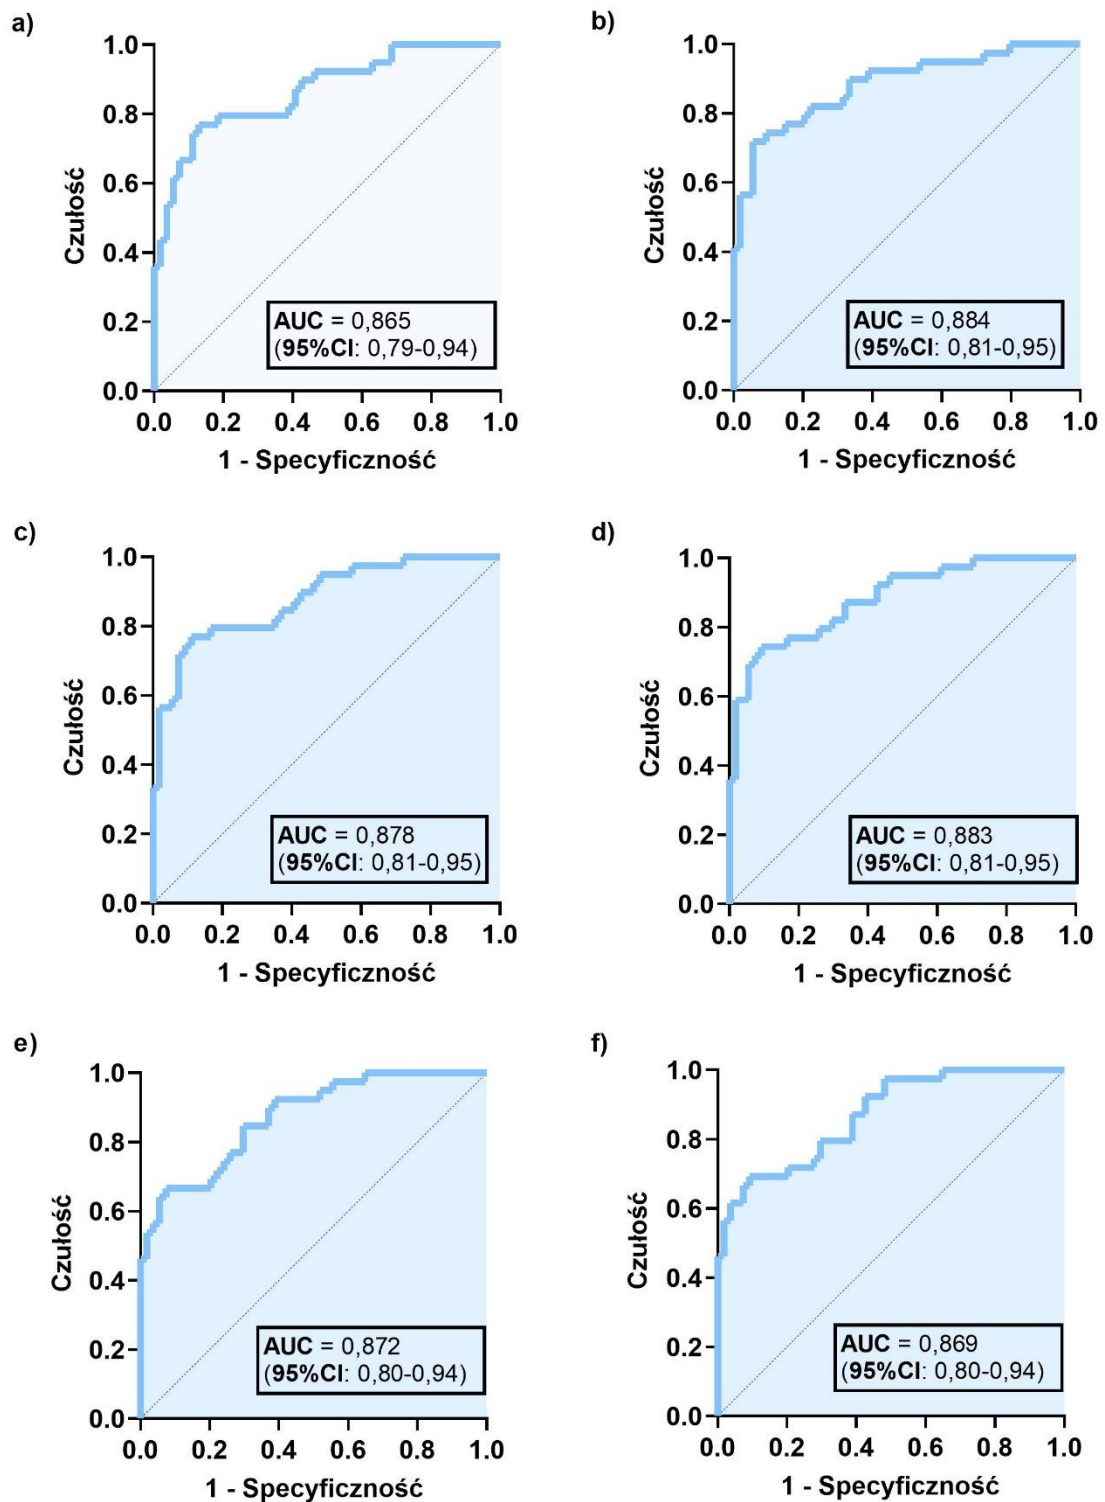 a)
1.0
0.8
0.6
0.4
0.2
0.0
Czułość
AUC = 0,865
(95%CI: 0,79-0,94)
0.0 0.2 0.4 0.6 0.8 1.0
1 - Specyficzność
b)
1.0
0.8
0.6
0.4
0.2
0.0
Czułość
AUC = 0,884
(95%CI: 0,81-0,95)
0.0 0.2 0.4 0.6 0.8 1.0
1 - Specyficzność
c)
1.0
0.8
0.6
0.4
0.2
0.0
Czułość
AUC = 0,878
(95%CI: 0,81-0,95)
0.0 0.2 0.4 0.6 0.8 1.0
1 - Specyficzność
d)
1.0
0.8
0.6
0.4
0.2
0.0
Czułość
AUC = 0,883
(95%CI: 0,81-0,95)
0.0 0.2 0.4 0.6 0.8 1.0
1 - Specyficzność
e)
1.0
0.8
0.6
0.4
0.2
0.0
Czułość
AUC = 0,872
(95%CI: 0,80-0,94)
0.0 0.2 0.4 0.6 0.8 1.0
1 - Specyficzność
f)
1.0
0.8
0.6
0.4
0.2
0.0
Czułość
AUC = 0,869
(95%CI: 0,80-0,94)
0.0 0.2 0.4 0.6 0.8 1.0
1 - Specyficzność